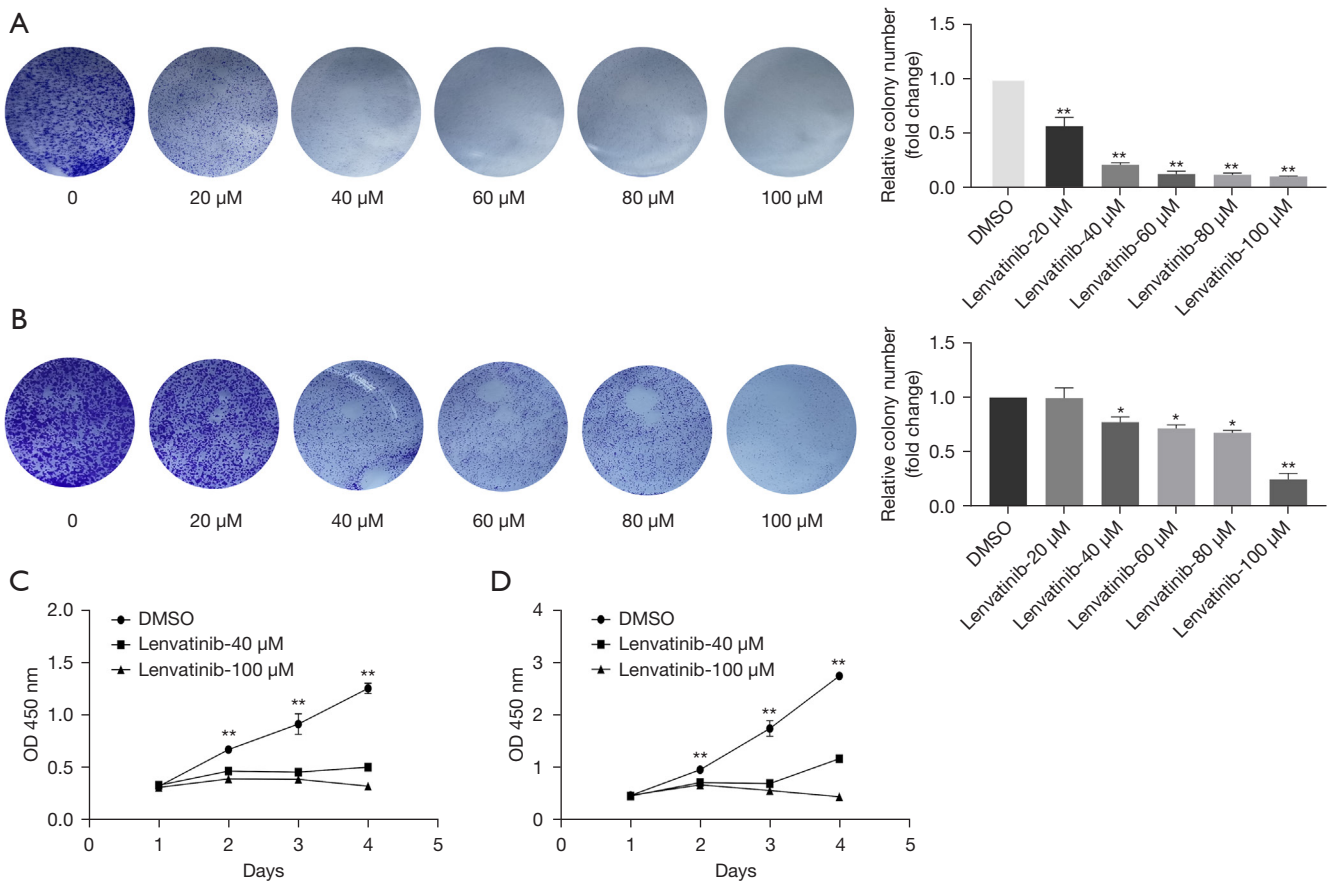 A
0
20 µM
40 µM
60 µM
80 µM
100 µM
Relative colony number
(fold change)
1.5
1.0
0.5
0.0
**
**
**
**
**
DMSO
Lenvatinib-20 µM
Lenvatinib-40 µM
Lenvatinib-60 µM
Lenvatinib-80 µM
Lenvatinib-100 µM
B
0
20 µM
40 µM
60 µM
80 µM
100 µM
Relative colony number
(fold change)
1.5
1.0
0.5
0.0
*
*
*
**
DMSO
Lenvatinib-20 µM
Lenvatinib-40 µM
Lenvatinib-60 µM
Lenvatinib-80 µM
Lenvatinib-100 µM
C
OD 450 nm
2.0
1.5
1.0
0.5
0.0
DMSO
Lenvatinib-40 µM
Lenvatinib-100 µM
**
**
**
0 1 2 3 4 5
Days
D
OD 450 nm
4
3
2
1
0
DMSO
Lenvatinib-40 µM
Lenvatinib-100 µM
**
**
**
0 1 2 3 4 5
Days